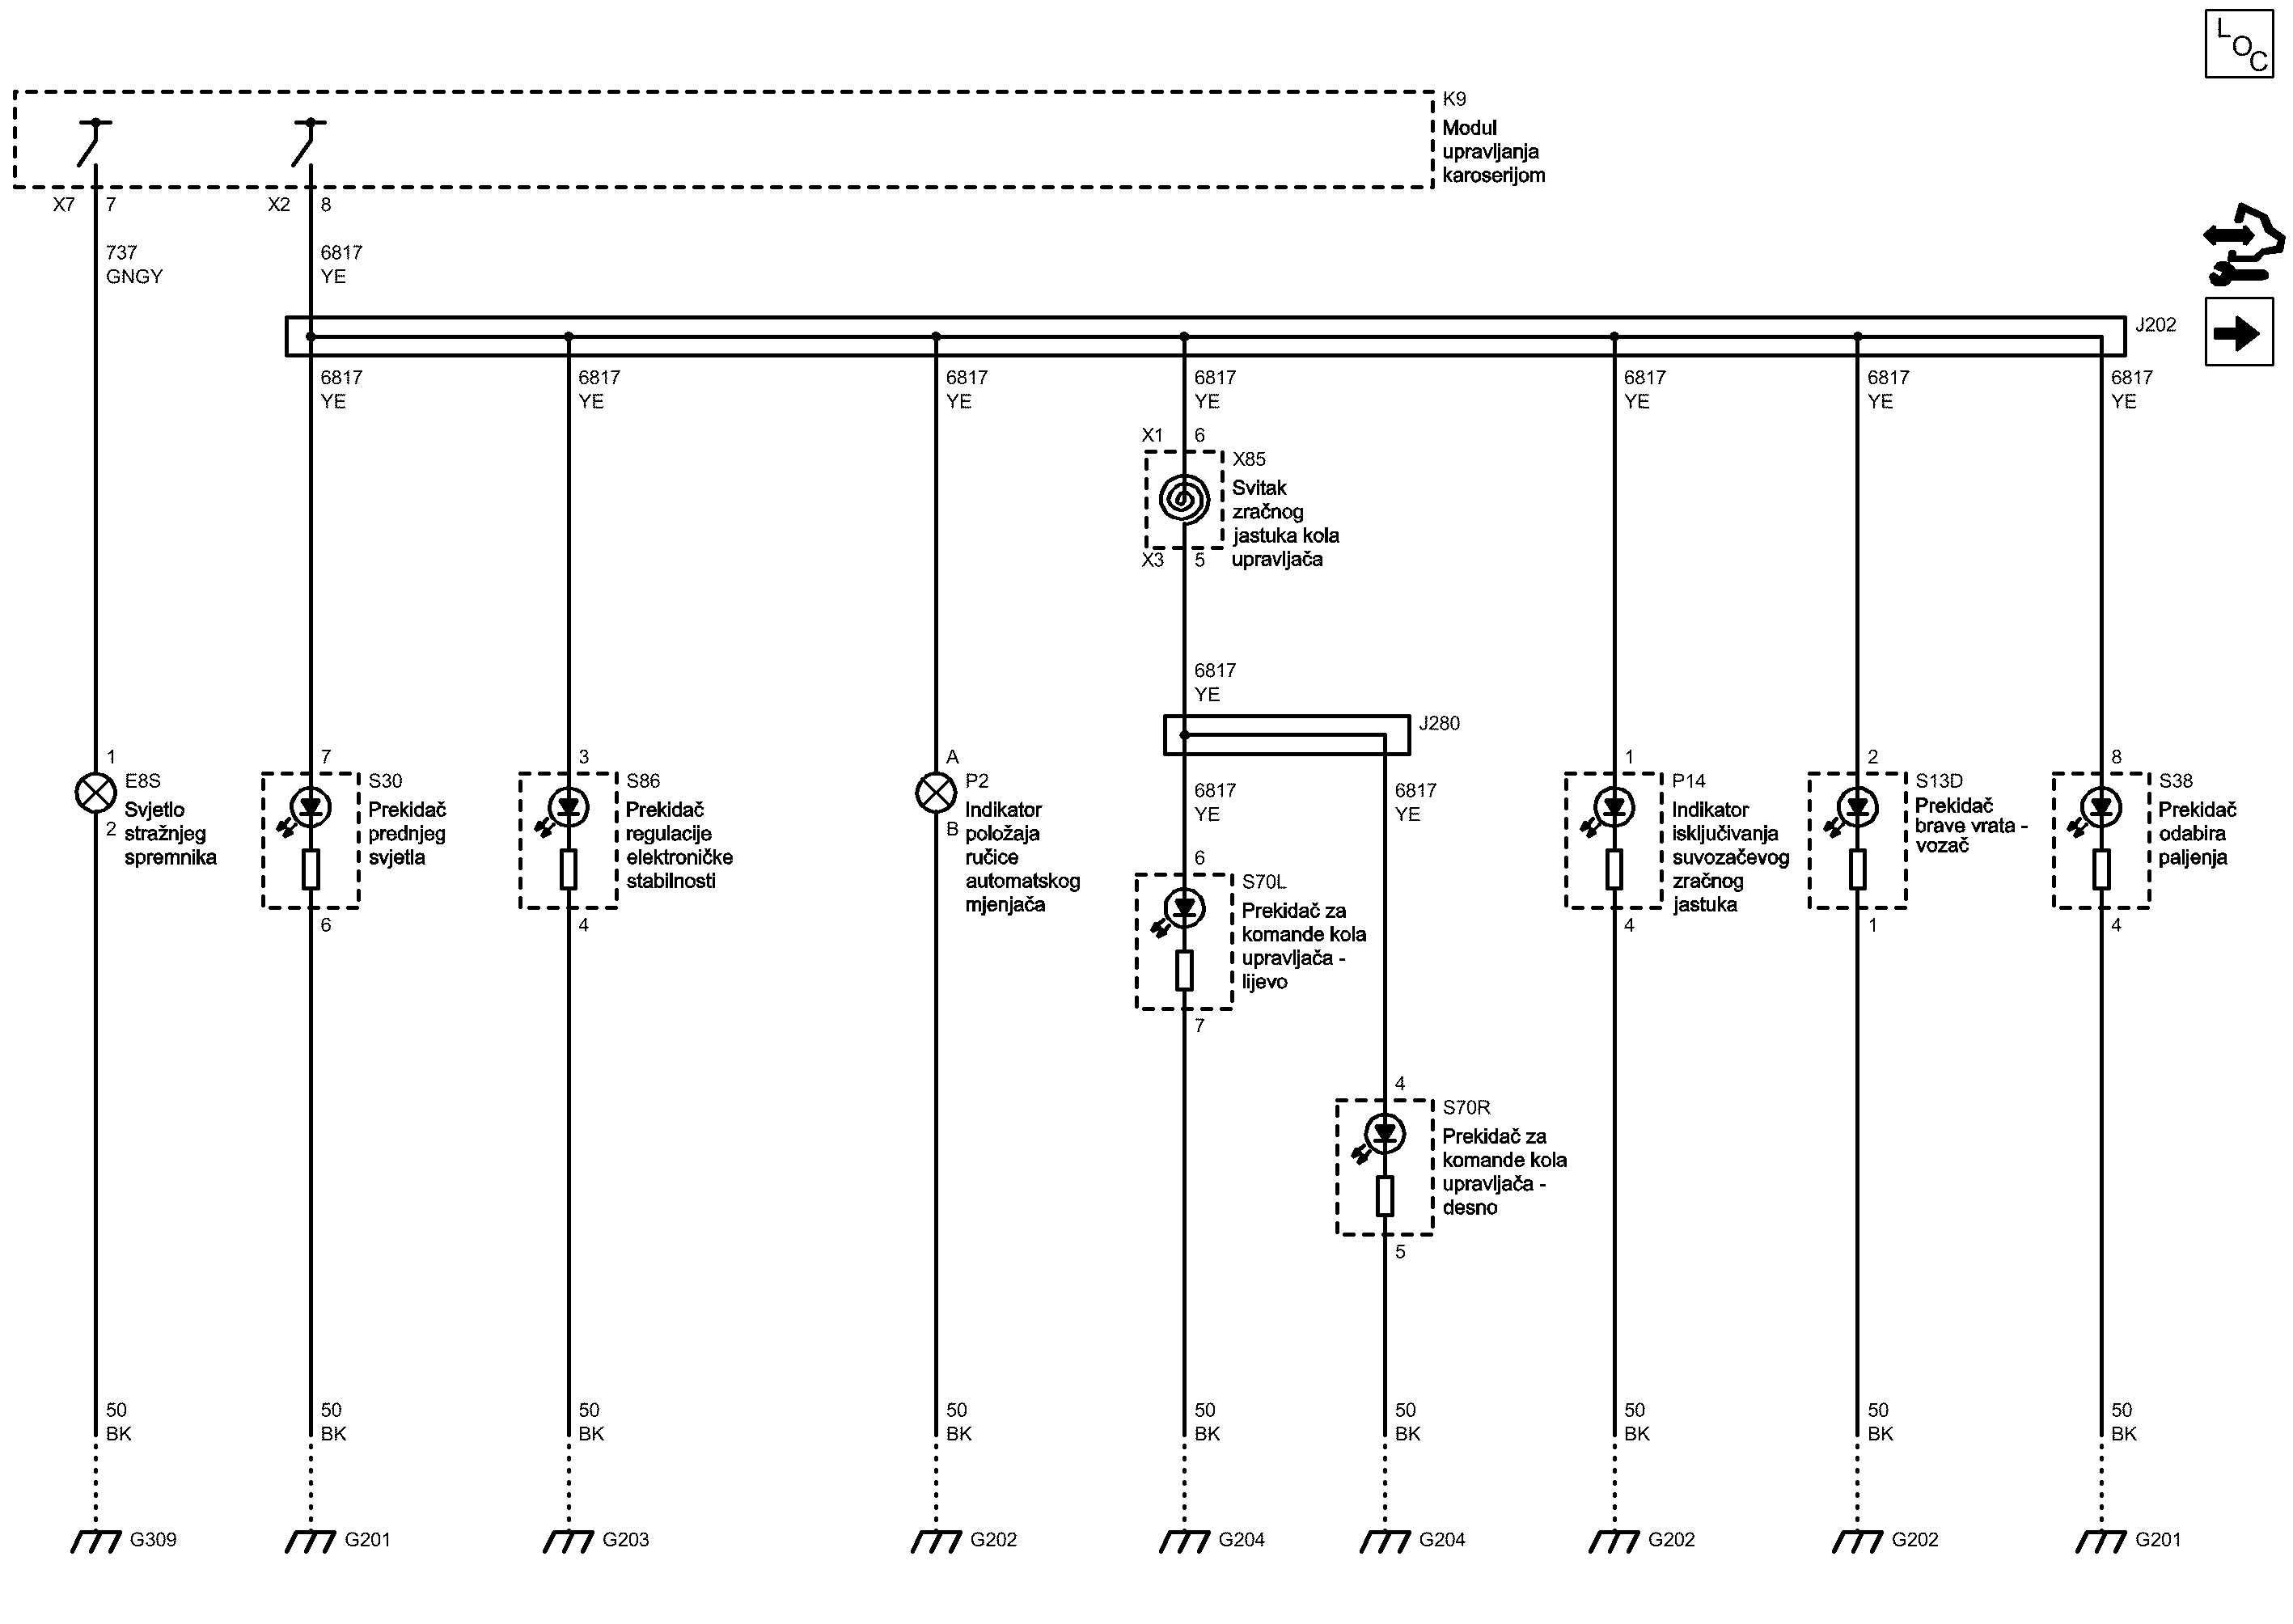 LOC
K9
Modul
upravljanja
karoserijom
X7 7
X2 8
737
GNGY
6817
YE
J202
6817
YE
6817
YE
6817
YE
6817
YE
6817
YE
6817
YE
6817
YE
X1 6
X85
Svitak
zračnog
jastuka kola
upravljača
X3 5
6817
YE
J280
6817
YE
6817
YE
1
E8S
Svjetlo
stražnjeg
spremnika
2
7
S30
Prekidač
prednjeg
svjetla
6
3
S86
Prekidač
regulacije
elektroničke
stabilnosti
4
A
P2
Indikator
položaja
ručice
automatskog
mjenjača
B
6
S70L
Prekidač za
komande kola
upravljača -
lijevo
7
4
S70R
Prekidač za
komande kola
upravljača -
desno
5
1
P14
Indikator
isključivanja
suvozačevog
zračnog
jastuka
4
2
S13D
Prekidač
brave vrata -
vozač
1
8
S38
Prekidač
odabira
paljenja
4
50
BK
50
BK
50
BK
50
BK
50
BK
50
BK
50
BK
50
BK
50
BK
G309
G201
G203
G202
G204
G204
G202
G202
G201